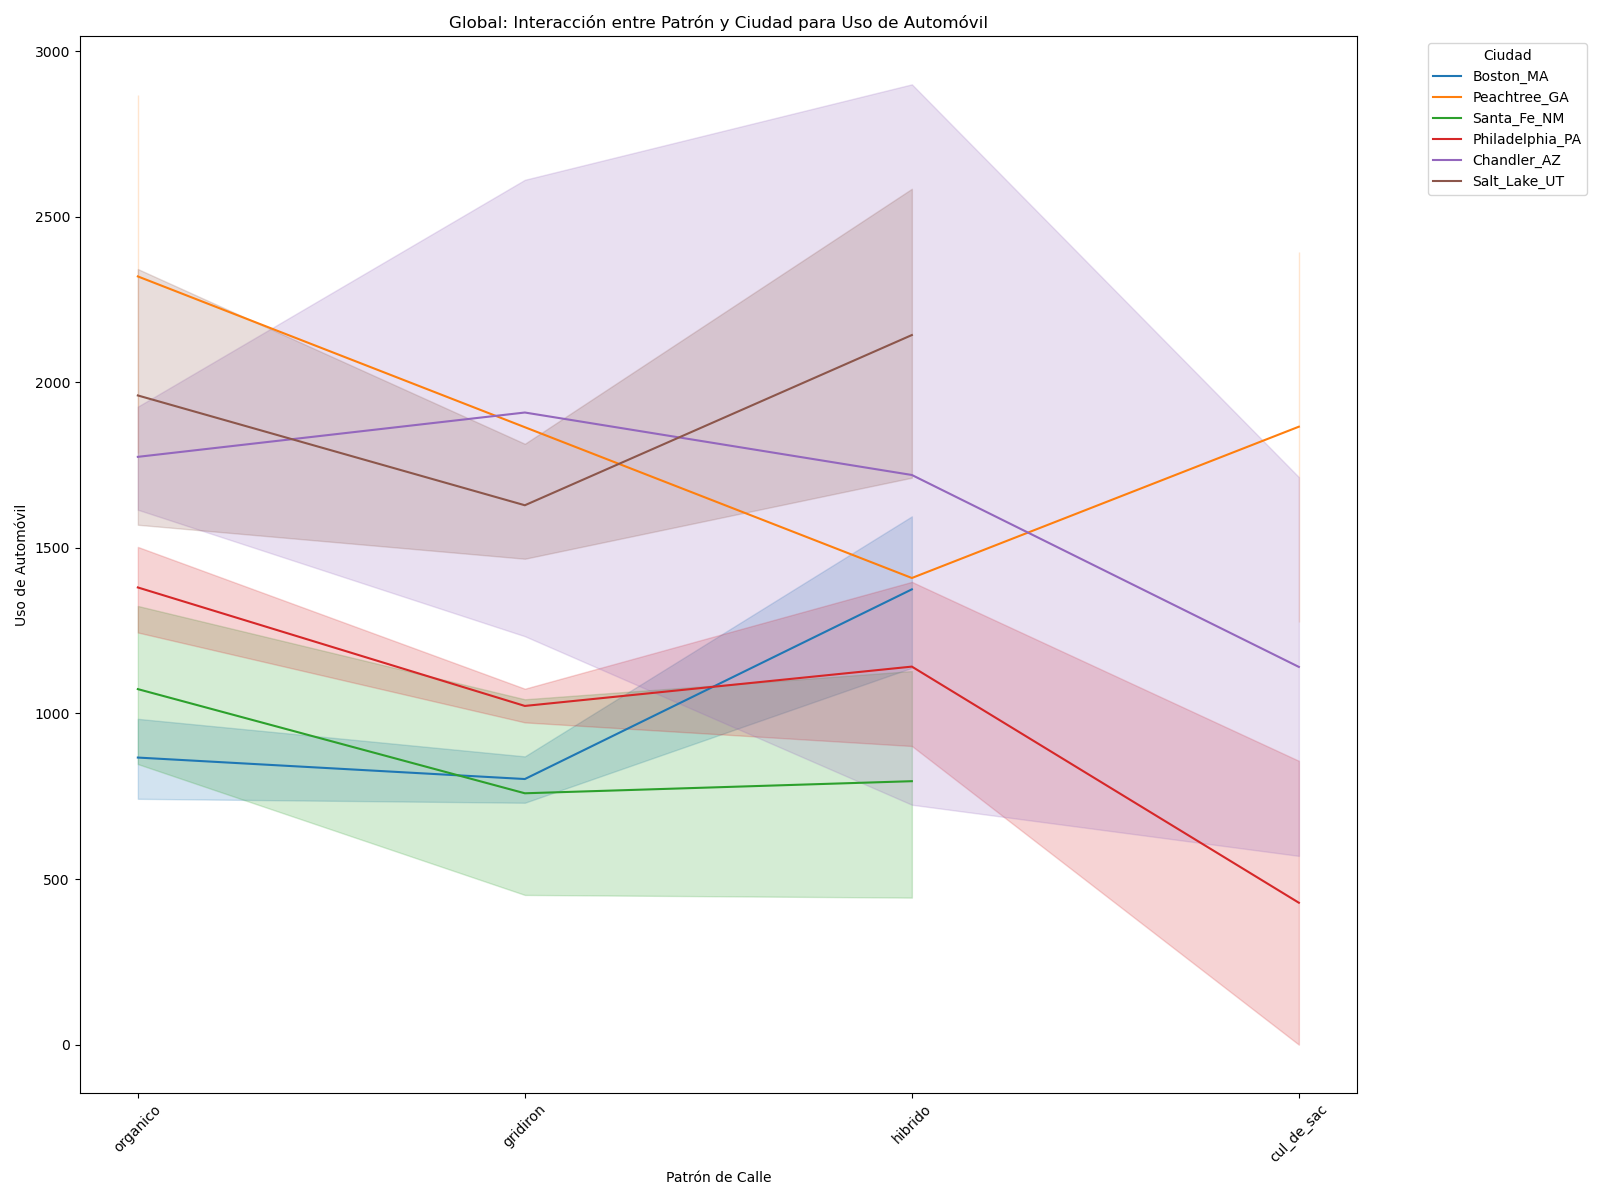 Global: Interacción entre Patrón y Ciudad para Uso de Automóvil
Ciudad
Boston_MA
Peachtree_GA
Santa_Fe_NM
Philadelphia_PA
Chandler_AZ
Salt_Lake_UT
Uso de Automóvil
3000
2500
2000
1500
1000
500
0
organico
gridiron
hibrido
cul_de_sac
Patrón de Calle